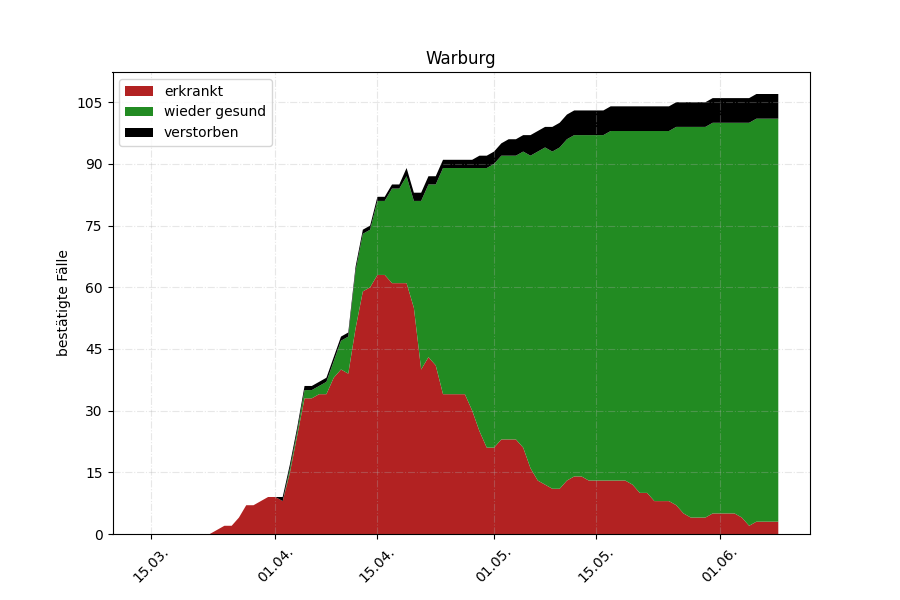 Warburg
erkrankt
wieder gesund
verstorben
bestätigte Fälle
105
90
75
60
45
30
15
0
15.03.
01.04.
15.04.
01.05.
15.05.
01.06.